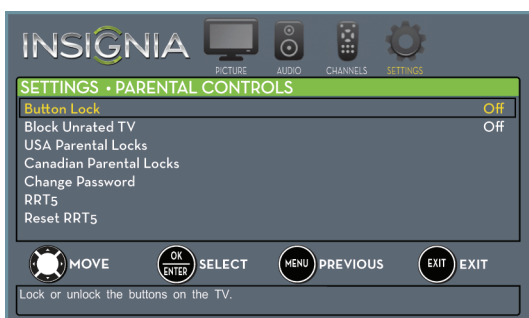 INSIGNIA
PICTURE AUDIO CHANNELS SETTINGS
SETTINGS • PARENTAL CONTROLS
Button Lock Off
Block Unrated TV Off
USA Parental Locks
Canadian Parental Locks
Change Password
RRT5
Reset RRT5
MOVE OK ENTER SELECT MENU PREVIOUS EXIT EXIT
Lock or unlock the buttons on the TV.